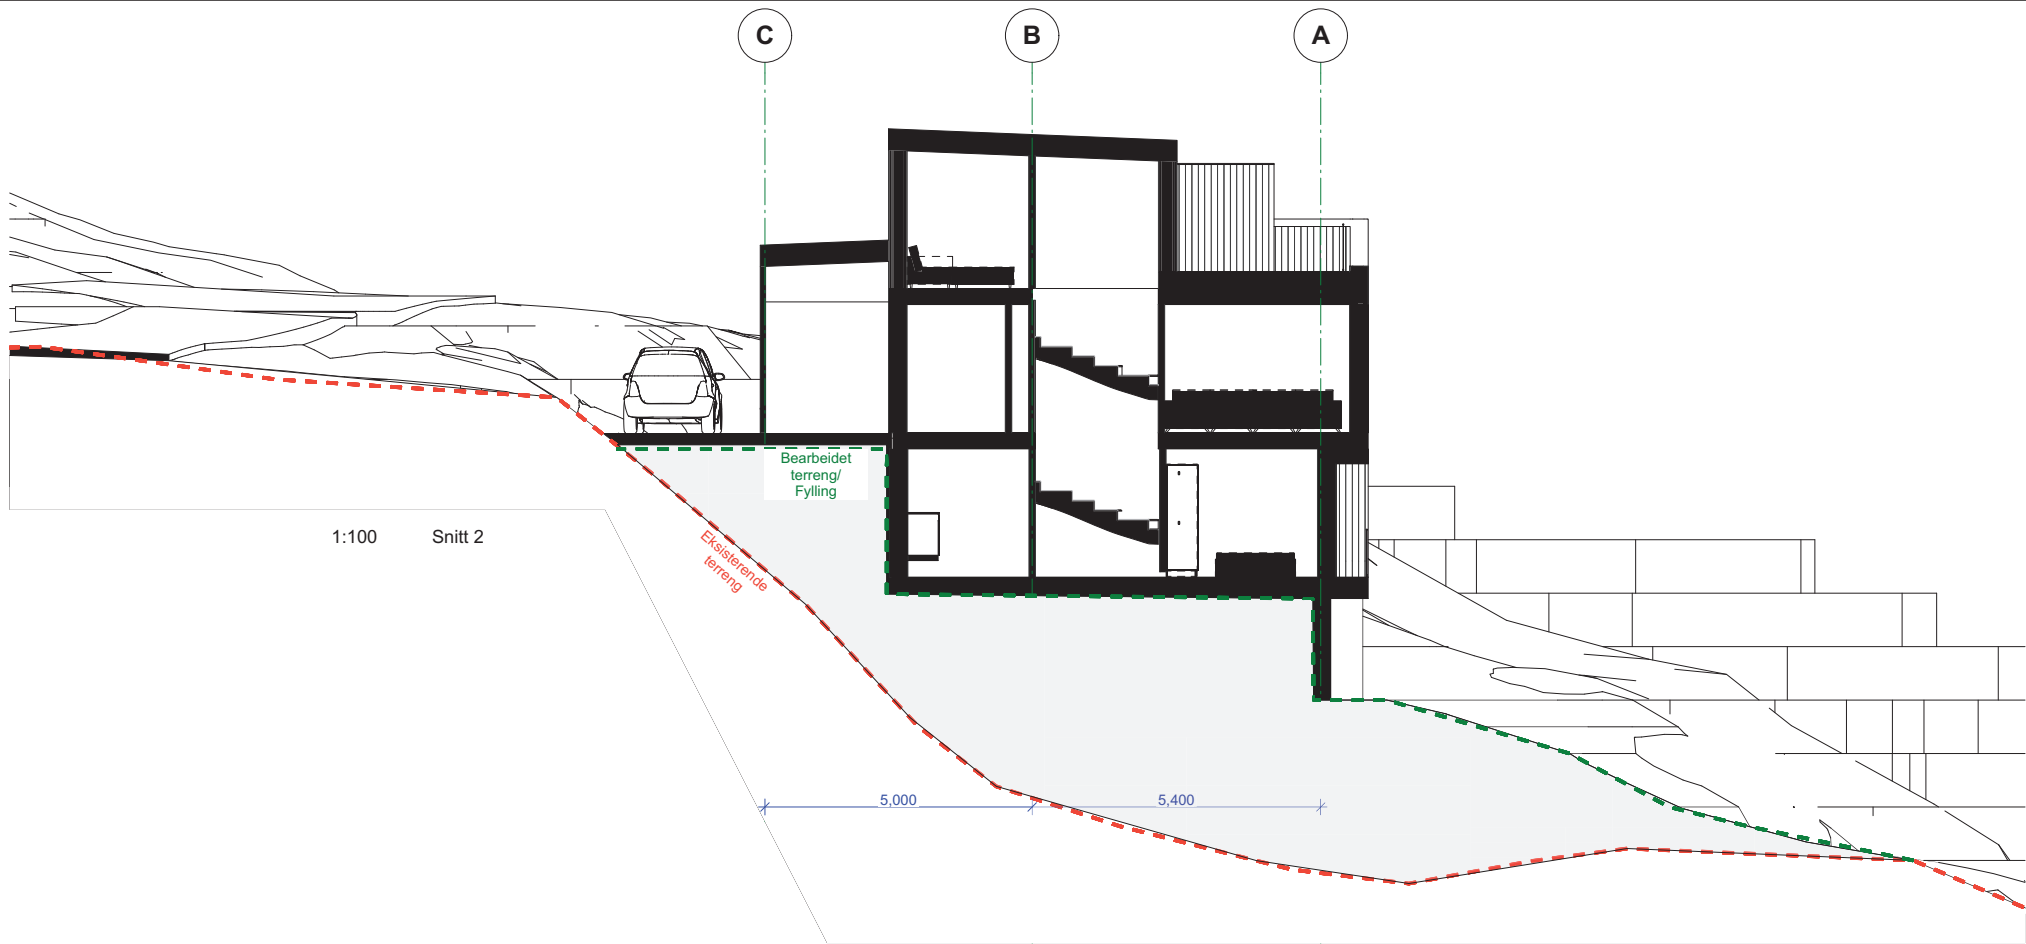 C
B
A
Bearbeidet
terreng/
Fylling
1:100 Snitt 2
Eksisterende
terreng
5,000
5,400